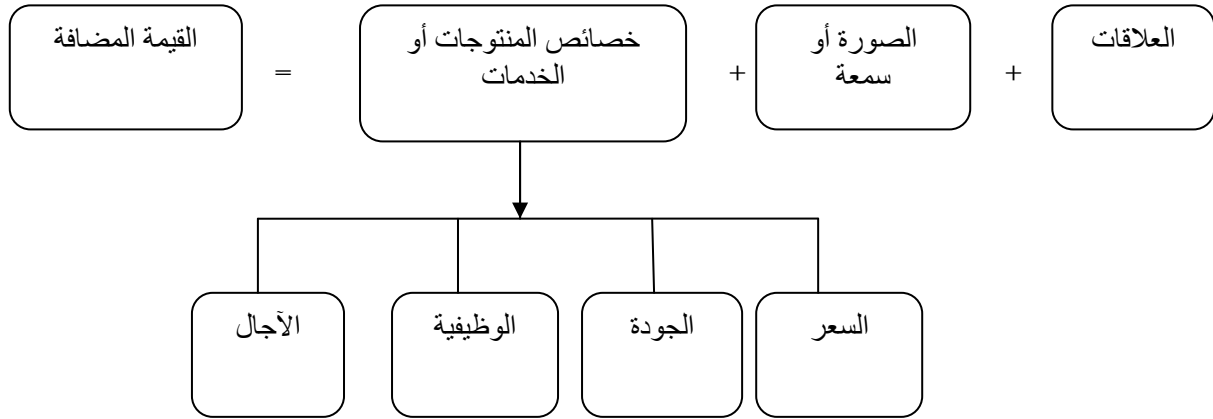 القيمة المضافة
=
خصائص المنتوجات أو
الخدمات
+
الصورة أو
سمعة
+
العلاقات
الآجال
الوظيفية
الجودة
السعر